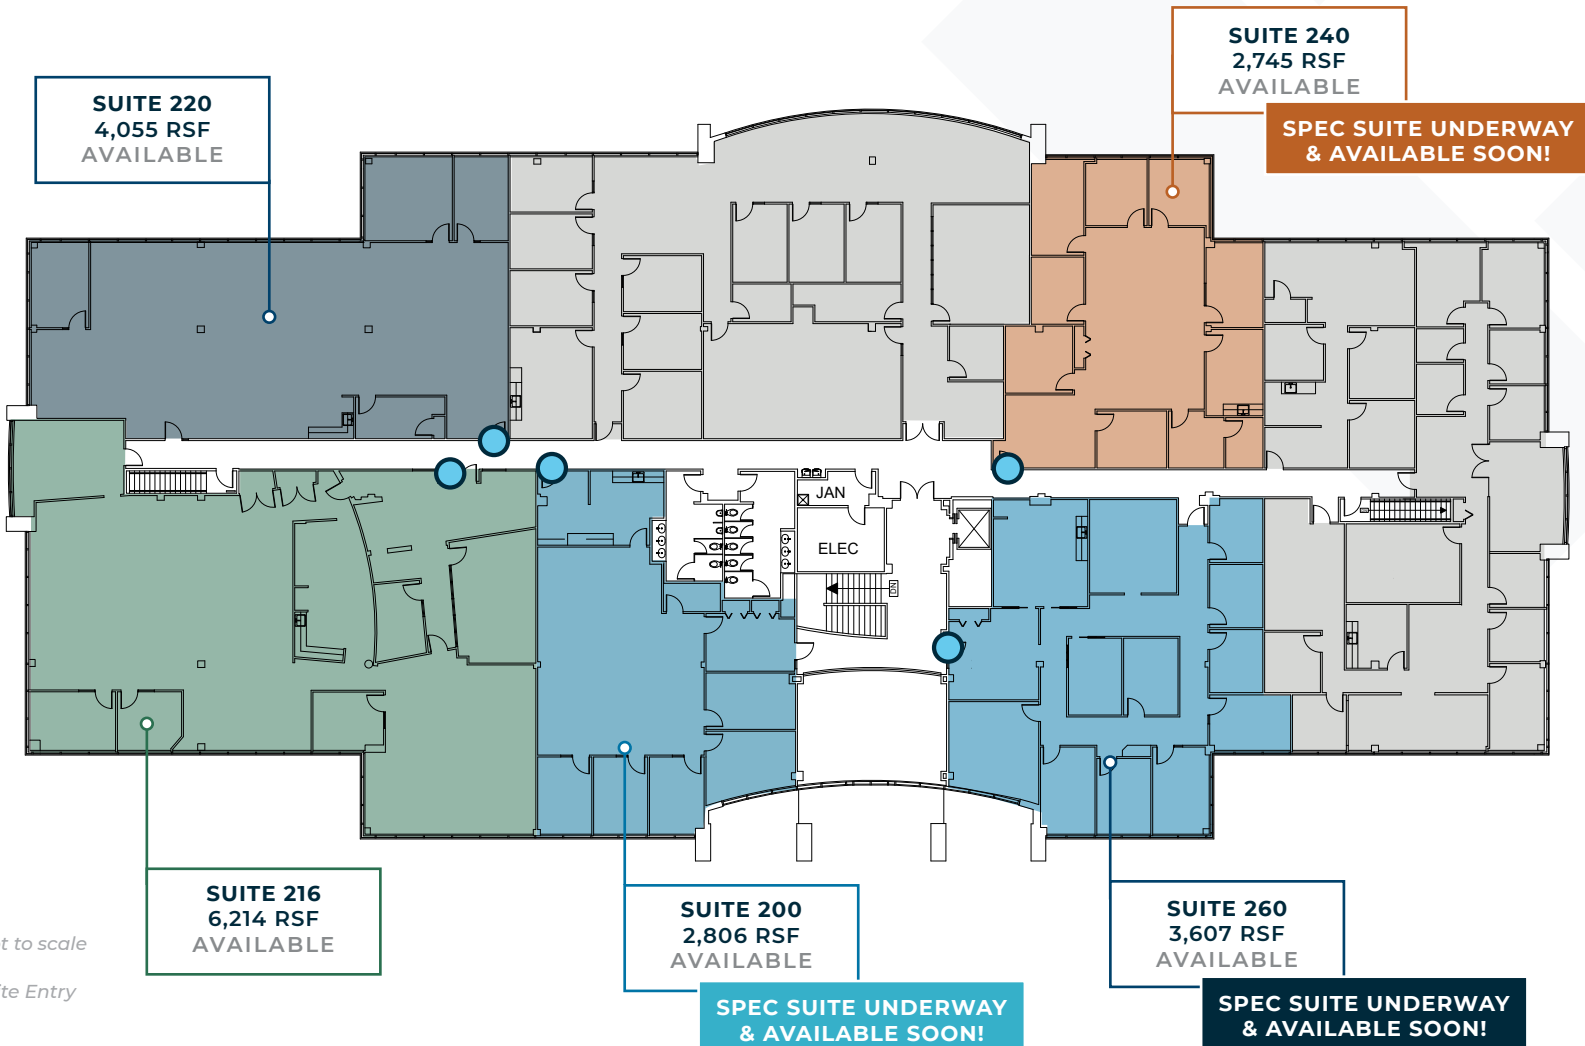 SUITE 240
2,745 RSF
AVAILABLE
SPEC SUITE UNDERWAY
& AVAILABLE SOON!
SUITE 220
4,055 RSF
AVAILABLE
JAN
ELEC
DN
SUITE 216
6,214 RSF
AVAILABLE
SUITE 200
2,806 RSF
AVAILABLE
SPEC SUITE UNDERWAY
& AVAILABLE SOON!
SUITE 260
3,607 RSF
AVAILABLE
SPEC SUITE UNDERWAY
& AVAILABLE SOON!
to scale
Entry